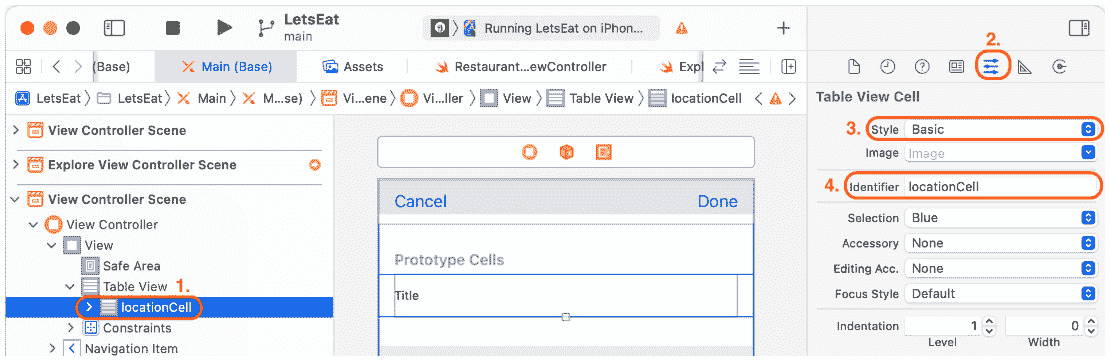 LetsEat
main
Running LetsEat on iPhon...
2.
(Base)
Main (Base)
Assets
Restaurant...ewController
Expl
LetsEat
LetsEat
Main
M...se)
Vi...ene
Vi...ller
View
Table View
locationCell
View Controller Scene
Explore View Controller Scene
View Controller Scene
View Controller
View
Safe Area
Table View 1.
locationCell
Constraints
Navigation Item
Cancel Done
Prototype Cells
Title
Table View Cell
3. Style Basic
Image Image
4. Identifier locationCell
Selection Blue
Accessory None
Editing Acc. None
Focus Style Default
Indentation 1 0
Level Width